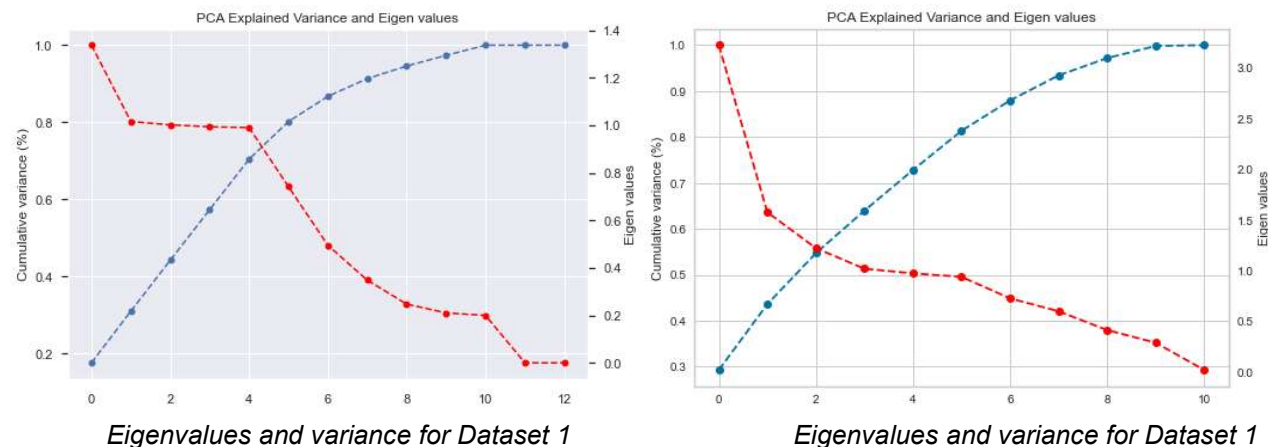 PCA Explained Variance and Eigen values
1.0
0.8
0.6
0.4
0.2
Cumulative variance (%)
1.4
1.2
1.0
0.8
0.6
0.4
0.2
0.0
Eigen values
0 2 4 6 8 10 12
Eigenvalues and variance for Dataset 1
PCA Explained Variance and Eigen values
1.0
0.9
0.8
0.7
0.6
0.5
0.4
0.3
Cumulative variance (%)
3.0
2.5
2.0
1.5
1.0
0.5
0.0
Eigen values
0 2 4 6 8 10
Eigenvalues and variance for Dataset 1